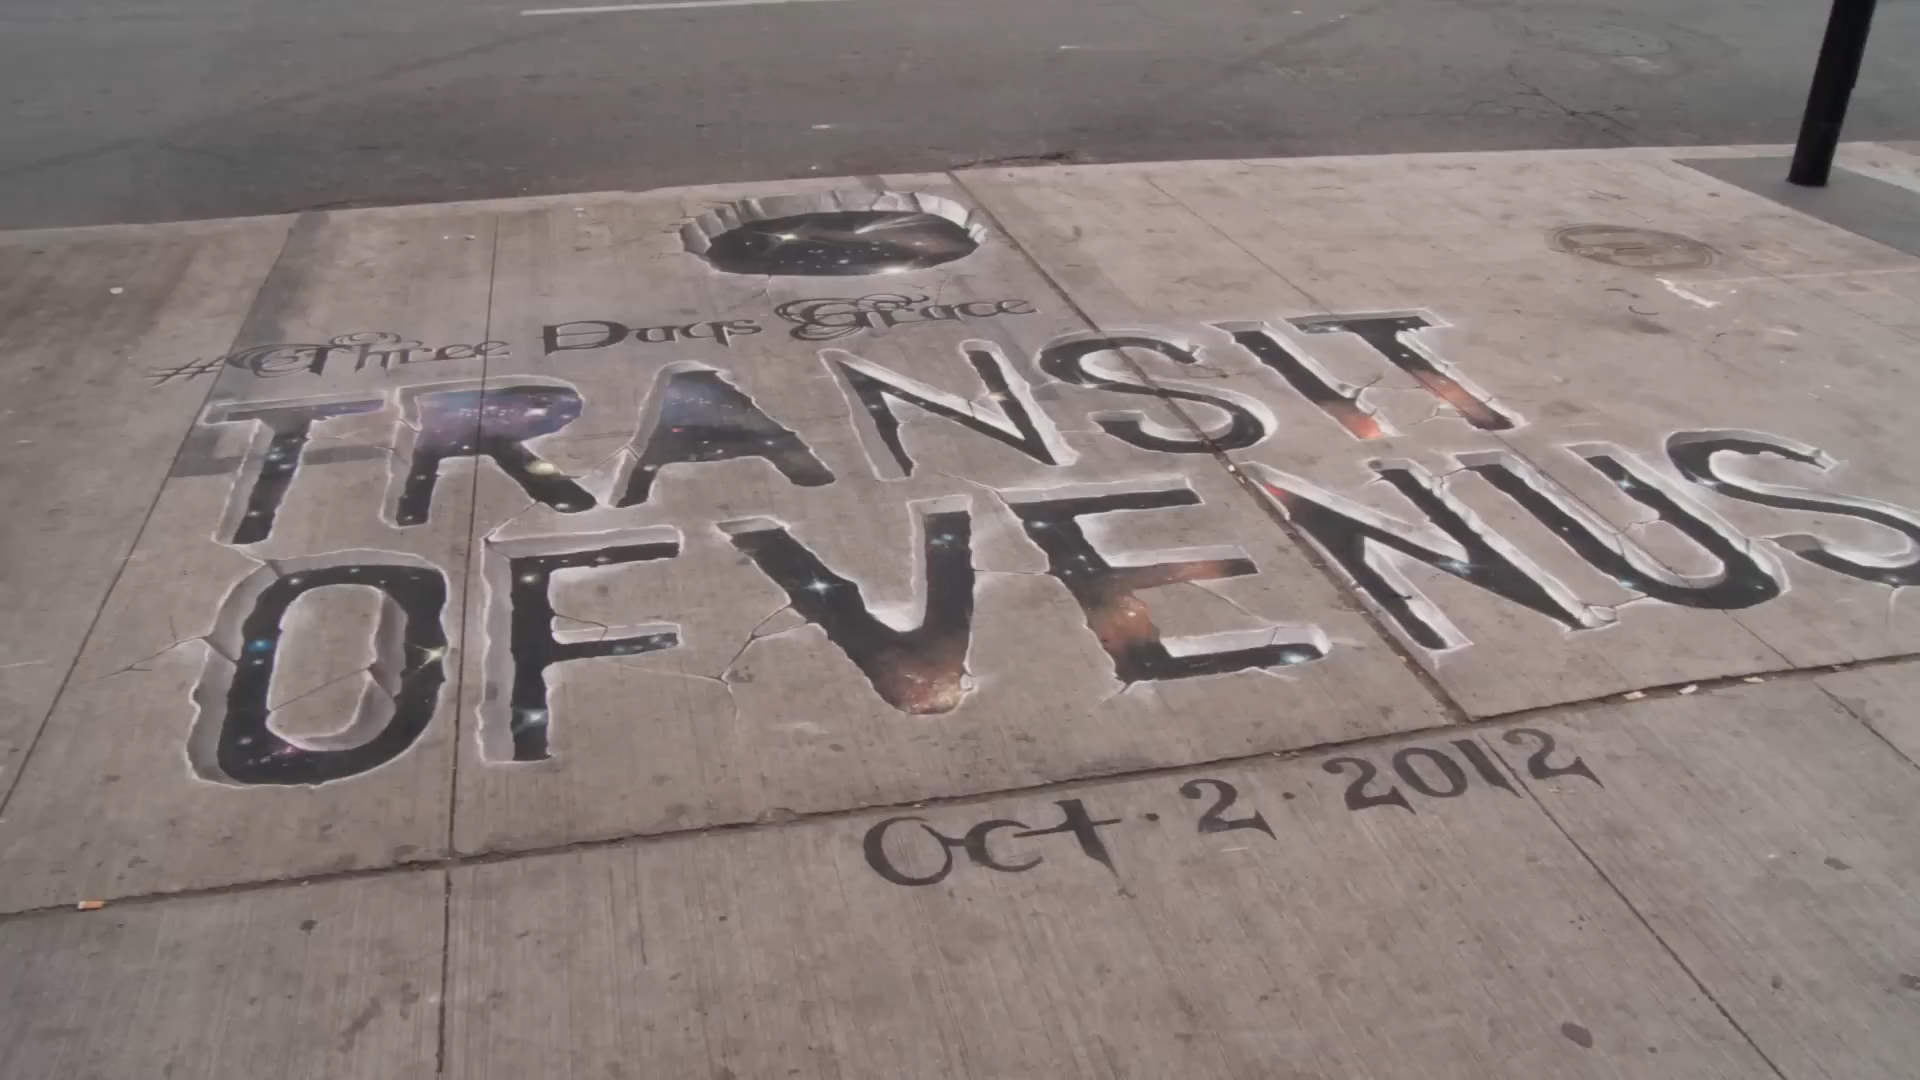 #Three Days Grace
TRANSIT
OF VENUS
Oct. 2. 2012